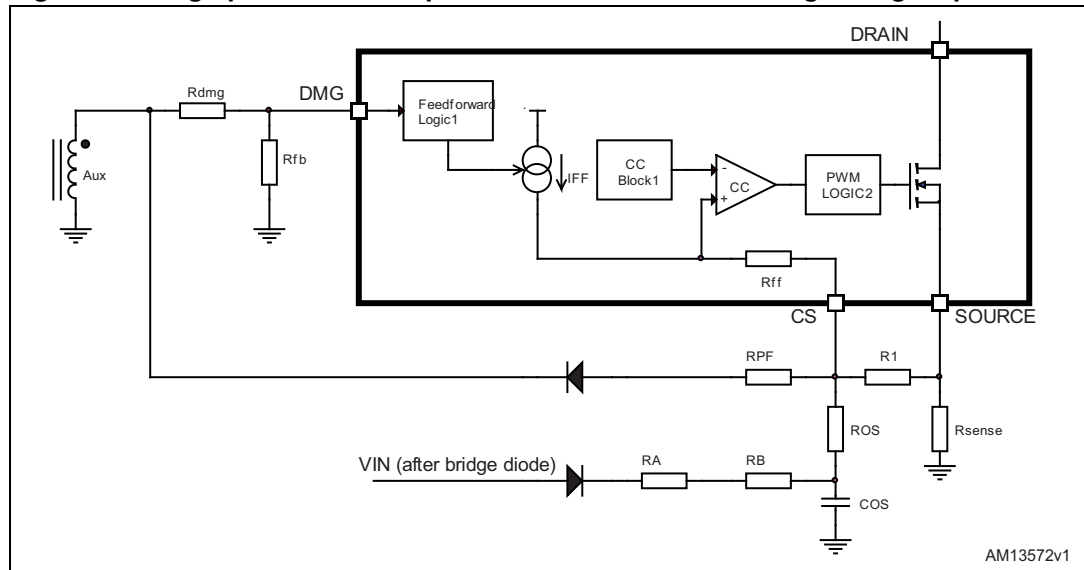 DRAIN
DMG
Rdmg
Feedforward
Logic1
Rfb
Aux
IFF
CC
Block1
-
CC
+
PWM
LOGIC2
Rff
CS
SOURCE
RPF
R1
ROS
Rsense
VIN (after bridge diode)
RA
RB
COS
AM13572v1